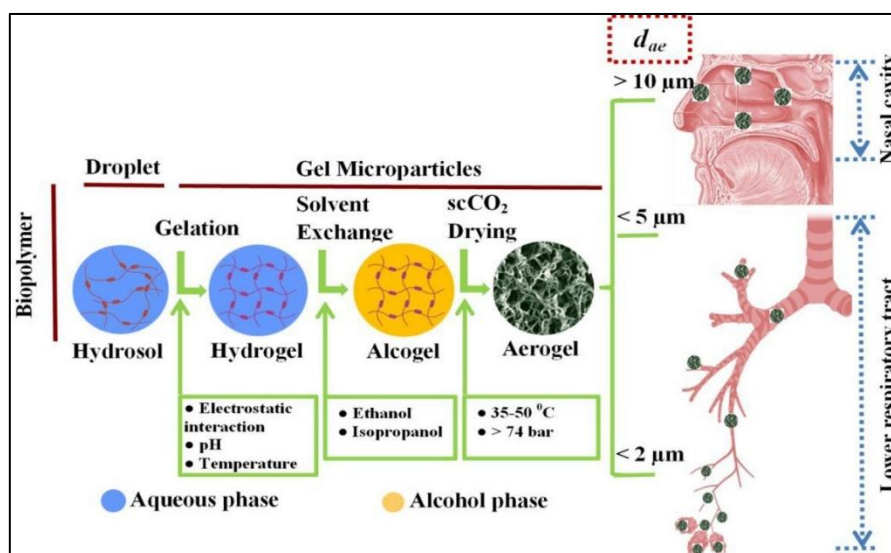 d_ae
> 10 µm
Nasal cavity
Droplet
Gel Microparticles
Biopolymer
Gelation
Solvent
Exchange
scCO₂
Drying
< 5 µm
Hydrosol
Hydrogel
Alcogel
Aerogel
● Electrostatic
interaction
● pH
● Temperature
● Ethanol
● Isopropanol
● 35-50 ⁰C
● > 74 bar
< 2 µm
Lower respiratory tract
Aqueous phase
Alcohol phase